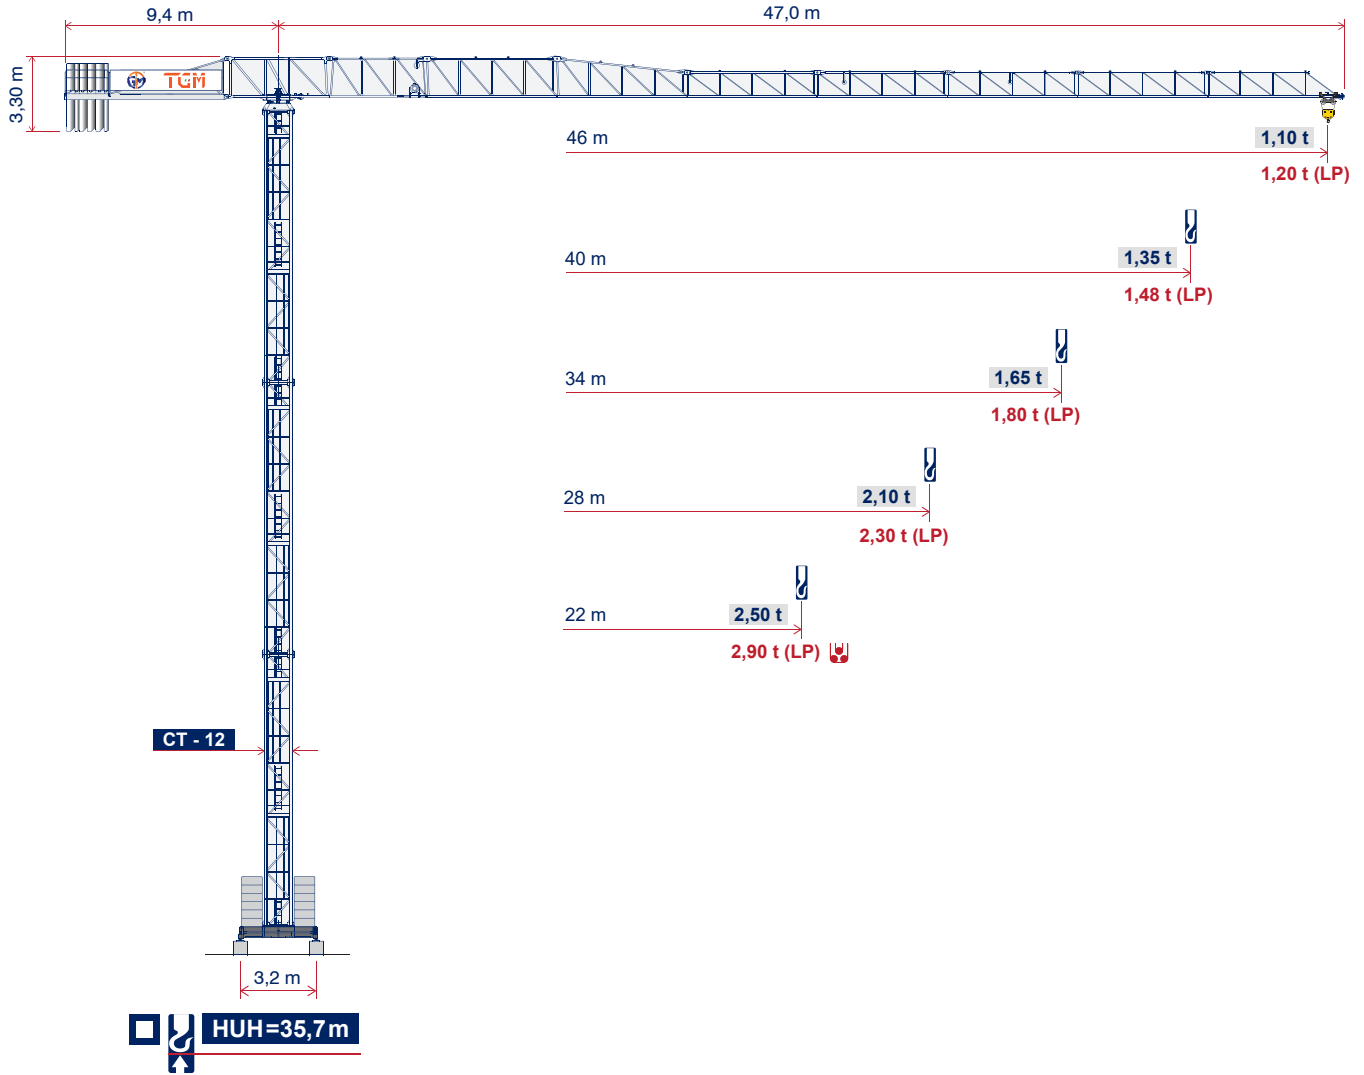 9,4 m
47,0 m
3,30 m
TGM
46 m
1,10 t
1,20 t (LP)
40 m
1,35 t
1,48 t (LP)
34 m
1,65 t
1,80 t (LP)
28 m
2,10 t
2,30 t (LP)
22 m
2,50 t
2,90 t (LP)
CT - 12
3,2 m
HUH=35,7m